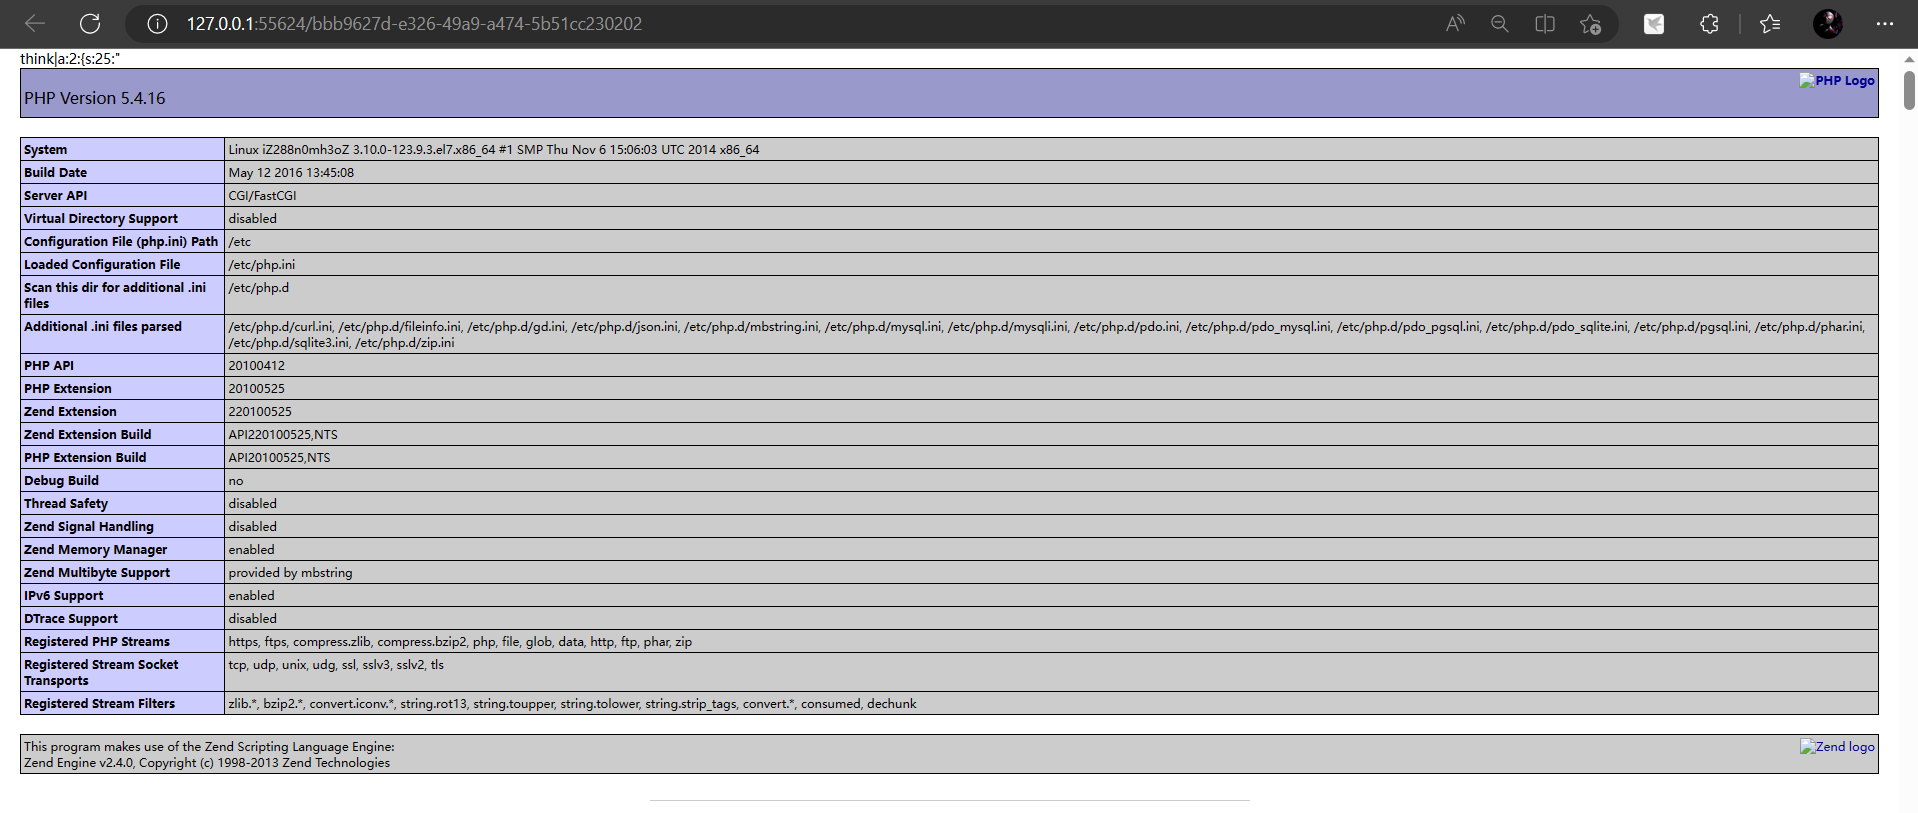 127.0.0.1:55624/bbb9627d-e326-49a9-a474-5b51cc230202
think|a:2:{s:25:"
PHP Version 5.4.16
PHP Logo
System Linux iZ288n0mh3oZ 3.10.0-123.9.3.el7.x86_64 #1 SMP Thu Nov 6 15:06:03 UTC 2014 x86_64
Build Date May 12 2016 13:45:08
Server API CGI/FastCGI
Virtual Directory Support disabled
Configuration File (php.ini) Path /etc
Loaded Configuration File /etc/php.ini
Scan this dir for additional .ini files /etc/php.d
Additional .ini files parsed /etc/php.d/curl.ini, /etc/php.d/fileinfo.ini, /etc/php.d/gd.ini, /etc/php.d/json.ini, /etc/php.d/mbstring.ini, /etc/php.d/mysql.ini, /etc/php.d/mysqli.ini, /etc/php.d/pdo.ini, /etc/php.d/pdo_mysql.ini, /etc/php.d/pdo_pgsql.ini, /etc/php.d/pdo_sqlite.ini, /etc/php.d/pgsql.ini, /etc/php.d/phar.ini,
/etc/php.d/sqlite3.ini, /etc/php.d/zip.ini
PHP API 20100412
PHP Extension 20100525
Zend Extension 220100525
Zend Extension Build API220100525,NTS
PHP Extension Build API20100525,NTS
Debug Build no
Thread Safety disabled
Zend Signal Handling disabled
Zend Memory Manager enabled
Zend Multibyte Support provided by mbstring
IPv6 Support enabled
DTrace Support disabled
Registered PHP Streams https, ftps, compress.zlib, compress.bzip2, php, file, glob, data, http, ftp, phar, zip
Registered Stream Socket Transports tcp, udp, unix, udg, ssl, sslv3, sslv2, tls
Registered Stream Filters zlib.*, bzip2.*, convert.iconv.*, string.rot13, string.toupper, string.tolower, string.strip_tags, convert.*, consumed, dechunk
This program makes use of the Zend Scripting Language Engine:
Zend Engine v2.4.0, Copyright (c) 1998-2013 Zend Technologies
Zend logo